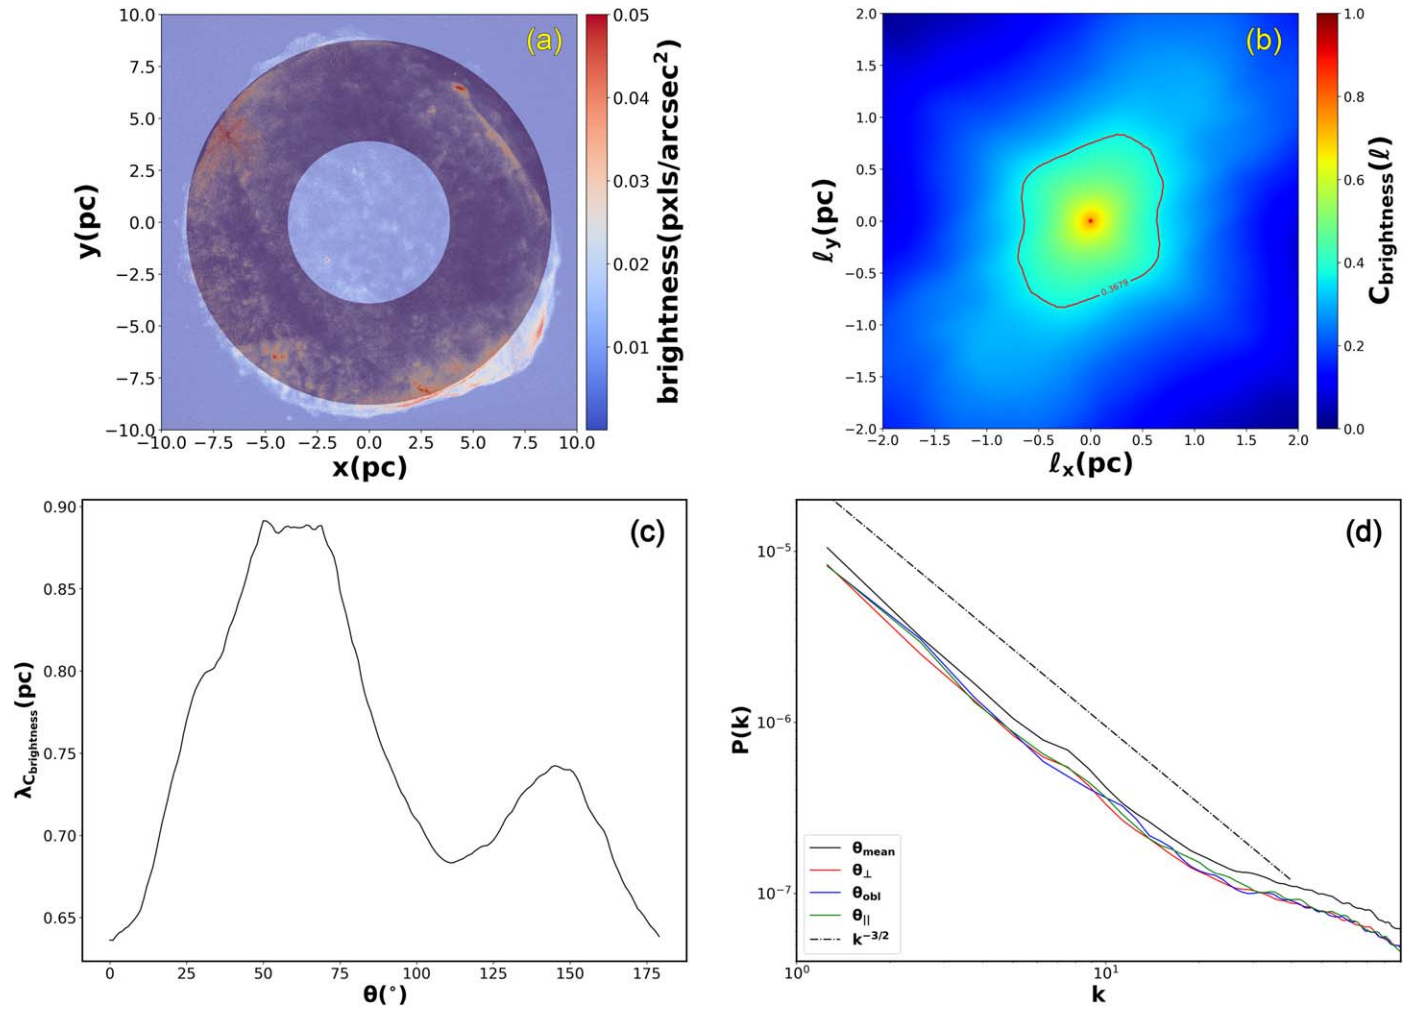 (a)
10.0
7.5
5.0
2.5
0.0
−2.5
−5.0
−7.5
−10.0
−10.0 −7.5 −5.0 −2.5 0.0 2.5 5.0 7.5 10.0
x(pc)
y(pc)
0.05
0.04
0.03
0.02
0.01
brightness(pxls/arcsec²)
(b)
2.0
1.5
1.0
0.5
0.0
−0.5
−1.0
−1.5
−2.0
0.3679
−2.0 −1.5 −1.0 −0.5 0.0 0.5 1.0 1.5 2.0
ℓx(pc)
ℓy(pc)
1.0
0.8
0.6
0.4
0.2
0.0
Cbrightness(ℓ)
(c)
0.90
0.85
0.80
0.75
0.70
0.65
0 25 50 75 100 125 150 175
θ(°)
λCbrightness(pc)
(d)
10⁻⁵
10⁻⁶
10⁻⁷
P(k)
θmean
θ⊥
θobl
θ||
k⁻³/²
10⁰ 10¹
k